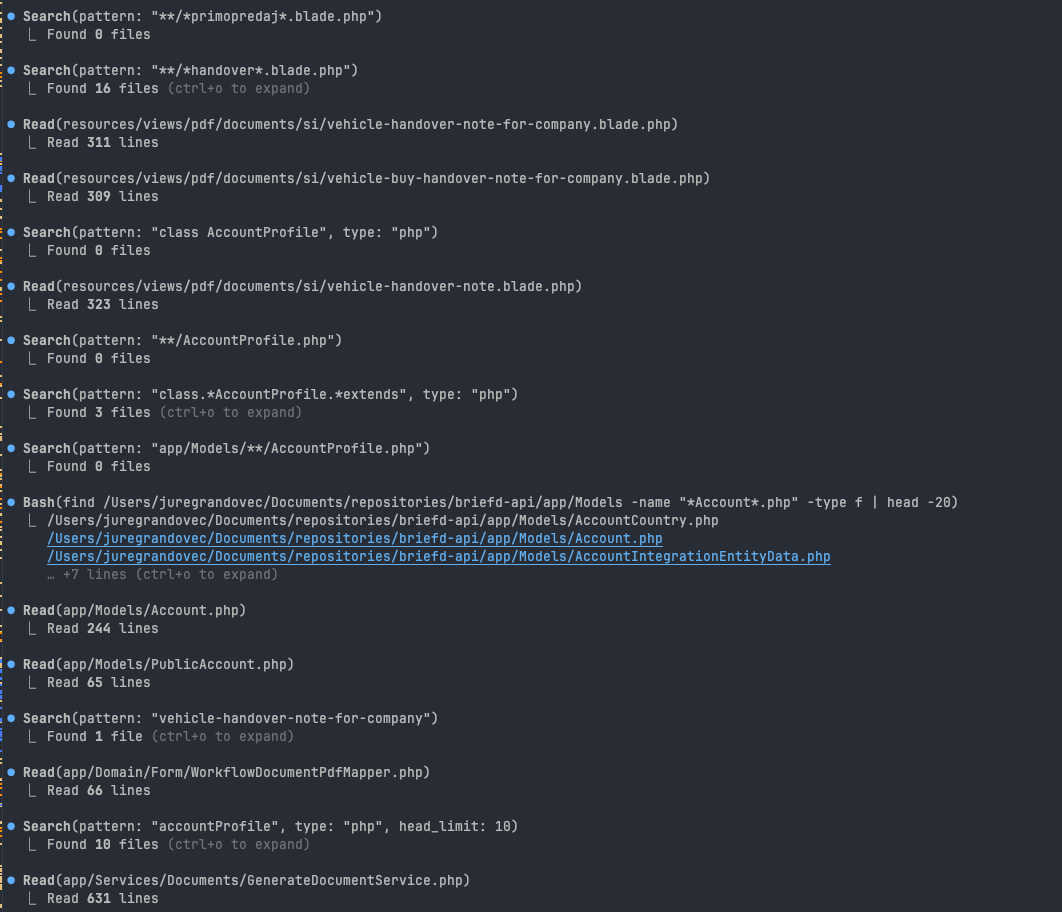 ● Search(pattern: "**/*primopredaj*.blade.php")
⎿ Found 0 files
● Search(pattern: "**/*handover*.blade.php")
⎿ Found 16 files (ctrl+o to expand)
● Read(resources/views/pdf/documents/si/vehicle-handover-note-for-company.blade.php)
⎿ Read 311 lines
● Read(resources/views/pdf/documents/si/vehicle-buy-handover-note-for-company.blade.php)
⎿ Read 309 lines
● Search(pattern: "class AccountProfile", type: "php")
⎿ Found 0 files
● Read(resources/views/pdf/documents/si/vehicle-handover-note.blade.php)
⎿ Read 323 lines
● Search(pattern: "**/AccountProfile.php")
⎿ Found 0 files
● Search(pattern: "class.*AccountProfile.*extends", type: "php")
⎿ Found 3 files (ctrl+o to expand)
● Search(pattern: "app/Models/**/AccountProfile.php")
⎿ Found 0 files
● Bash(find /Users/juregrandovec/Documents/repositories/briefd-api/app/Models -name "*Account*.php" -type f | head -20)
⎿ /Users/juregrandovec/Documents/repositories/briefd-api/app/Models/AccountCountry.php
/Users/juregrandovec/Documents/repositories/briefd-api/app/Models/Account.php
/Users/juregrandovec/Documents/repositories/briefd-api/app/Models/AccountIntegrationEntityData.php
… +7 lines (ctrl+o to expand)
● Read(app/Models/Account.php)
⎿ Read 244 lines
● Read(app/Models/PublicAccount.php)
⎿ Read 65 lines
● Search(pattern: "vehicle-handover-note-for-company")
⎿ Found 1 file (ctrl+o to expand)
● Read(app/Domain/Form/WorkflowDocumentPdfMapper.php)
⎿ Read 66 lines
● Search(pattern: "accountProfile", type: "php", head_limit: 10)
⎿ Found 10 files (ctrl+o to expand)
● Read(app/Services/Documents/GenerateDocumentService.php)
⎿ Read 631 lines